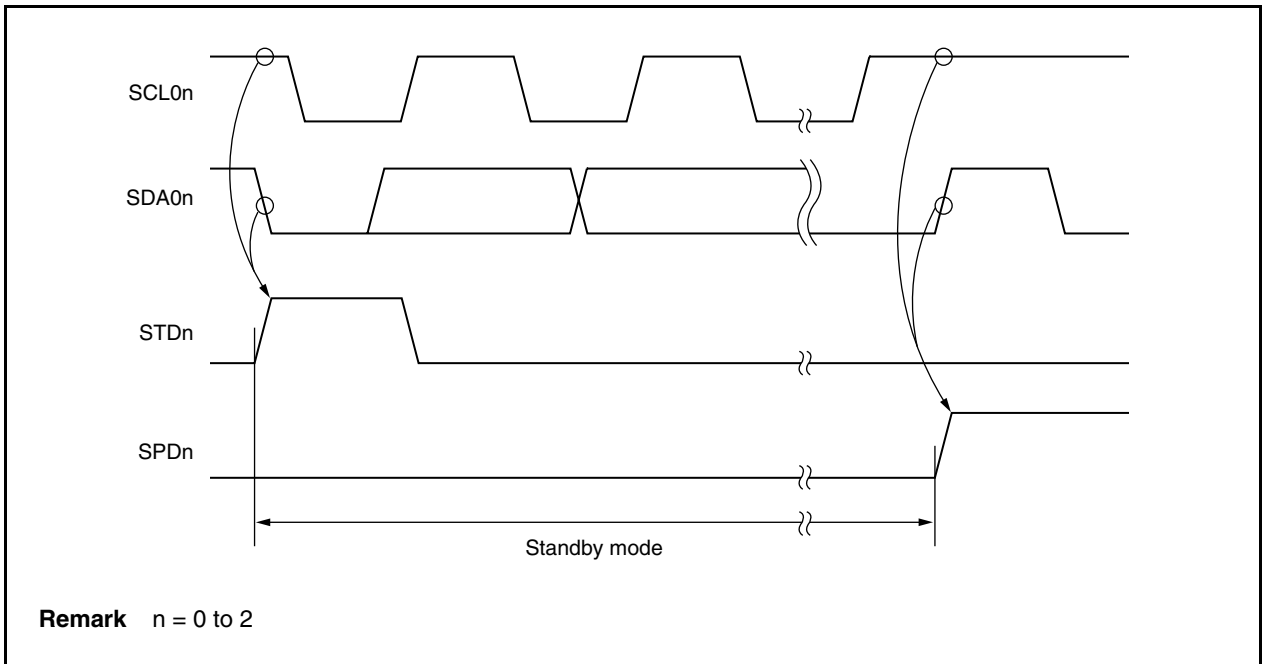 SCL0n
SDA0n
STDn
SPDn
Standby mode
Remark n = 0 to 2